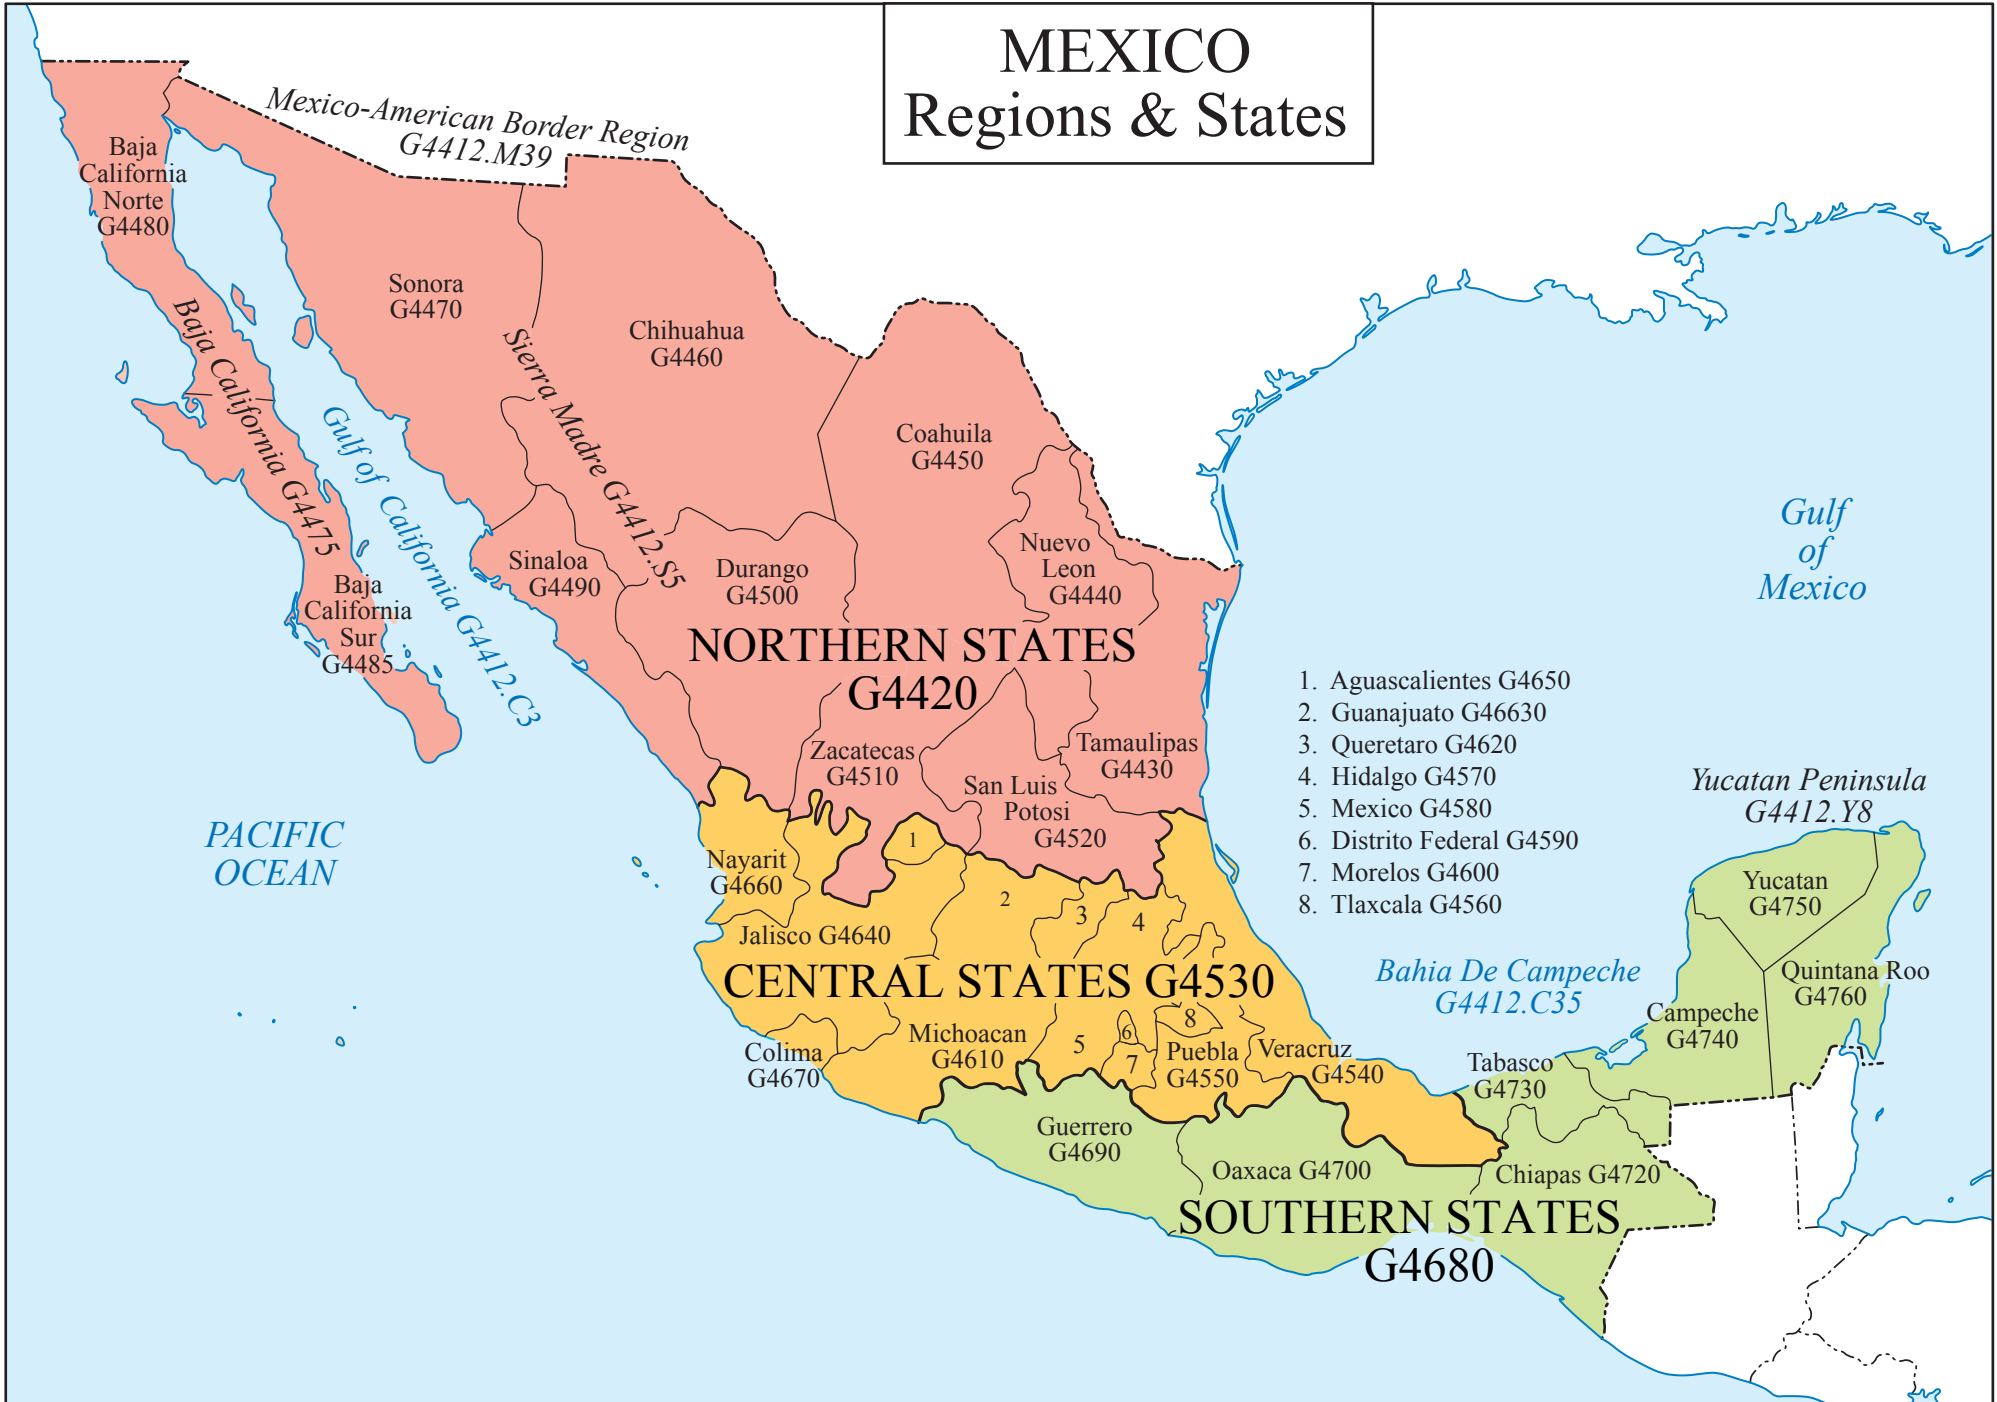 MEXICO
Regions & States
Mexico-American Border Region
G4412.M39
Baja
California
Norte
G4480
Sonora
G4470
Chihuahua
G4460
Baja California G4475
Gulf of California G4412.C3
Sierra Madre G4412.S5
Coahuila
G4450
Nuevo
Leon
G4440
Sinaloa
G4490
Durango
G4500
Baja
California
Sur
G4485
NORTHERN STATES
G4420
Zacatecas
G4510
San Luis
Potosi
G4520
Tamaulipas
G4430
Gulf
of
Mexico
1. Aguascalientes G4650
2. Guanajuato G46630
3. Queretaro G4620
4. Hidalgo G4570
5. Mexico G4580
6. Distrito Federal G4590
7. Morelos G4600
8. Tlaxcala G4560
PACIFIC
OCEAN
Nayarit
G4660
1
2
3
4
Jalisco G4640
CENTRAL STATES G4530
Colima
G4670
Michoacan
G4610
5
6
7
8
Puebla
G4550
Veracruz
G4540
Yucatan Peninsula
G4412.Y8
Yucatan
G4750
Quintana Roo
G4760
Campeche
G4740
Bahia De Campeche
G4412.C35
Tabasco
G4730
Guerrero
G4690
Oaxaca G4700
Chiapas G4720
SOUTHERN STATES
G4680